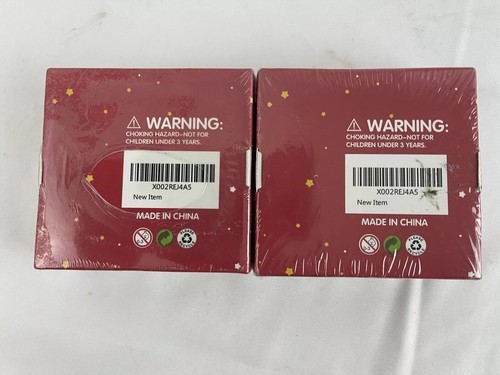 WARNING:
CHOKING HAZARD-NOT FOR
CHILDREN UNDER 3 YEARS.
X002REJ4A5
New Item
MADE IN CHINA
WARNING:
CHOKING HAZARD-NOT FOR
CHILDREN UNDER 3 YEARS.
X002REJ4A5
New Item
MADE IN CHINA